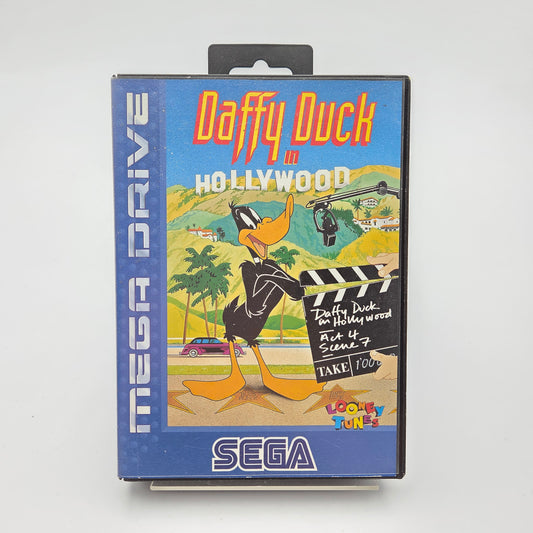 Daffy Duck
in
HOLLYWOOD
MEGA DRIVE
Daffy Duck
in Hollywood
Act 4
Scene 7
TAKE
LOONEY
TUNES
SEGA